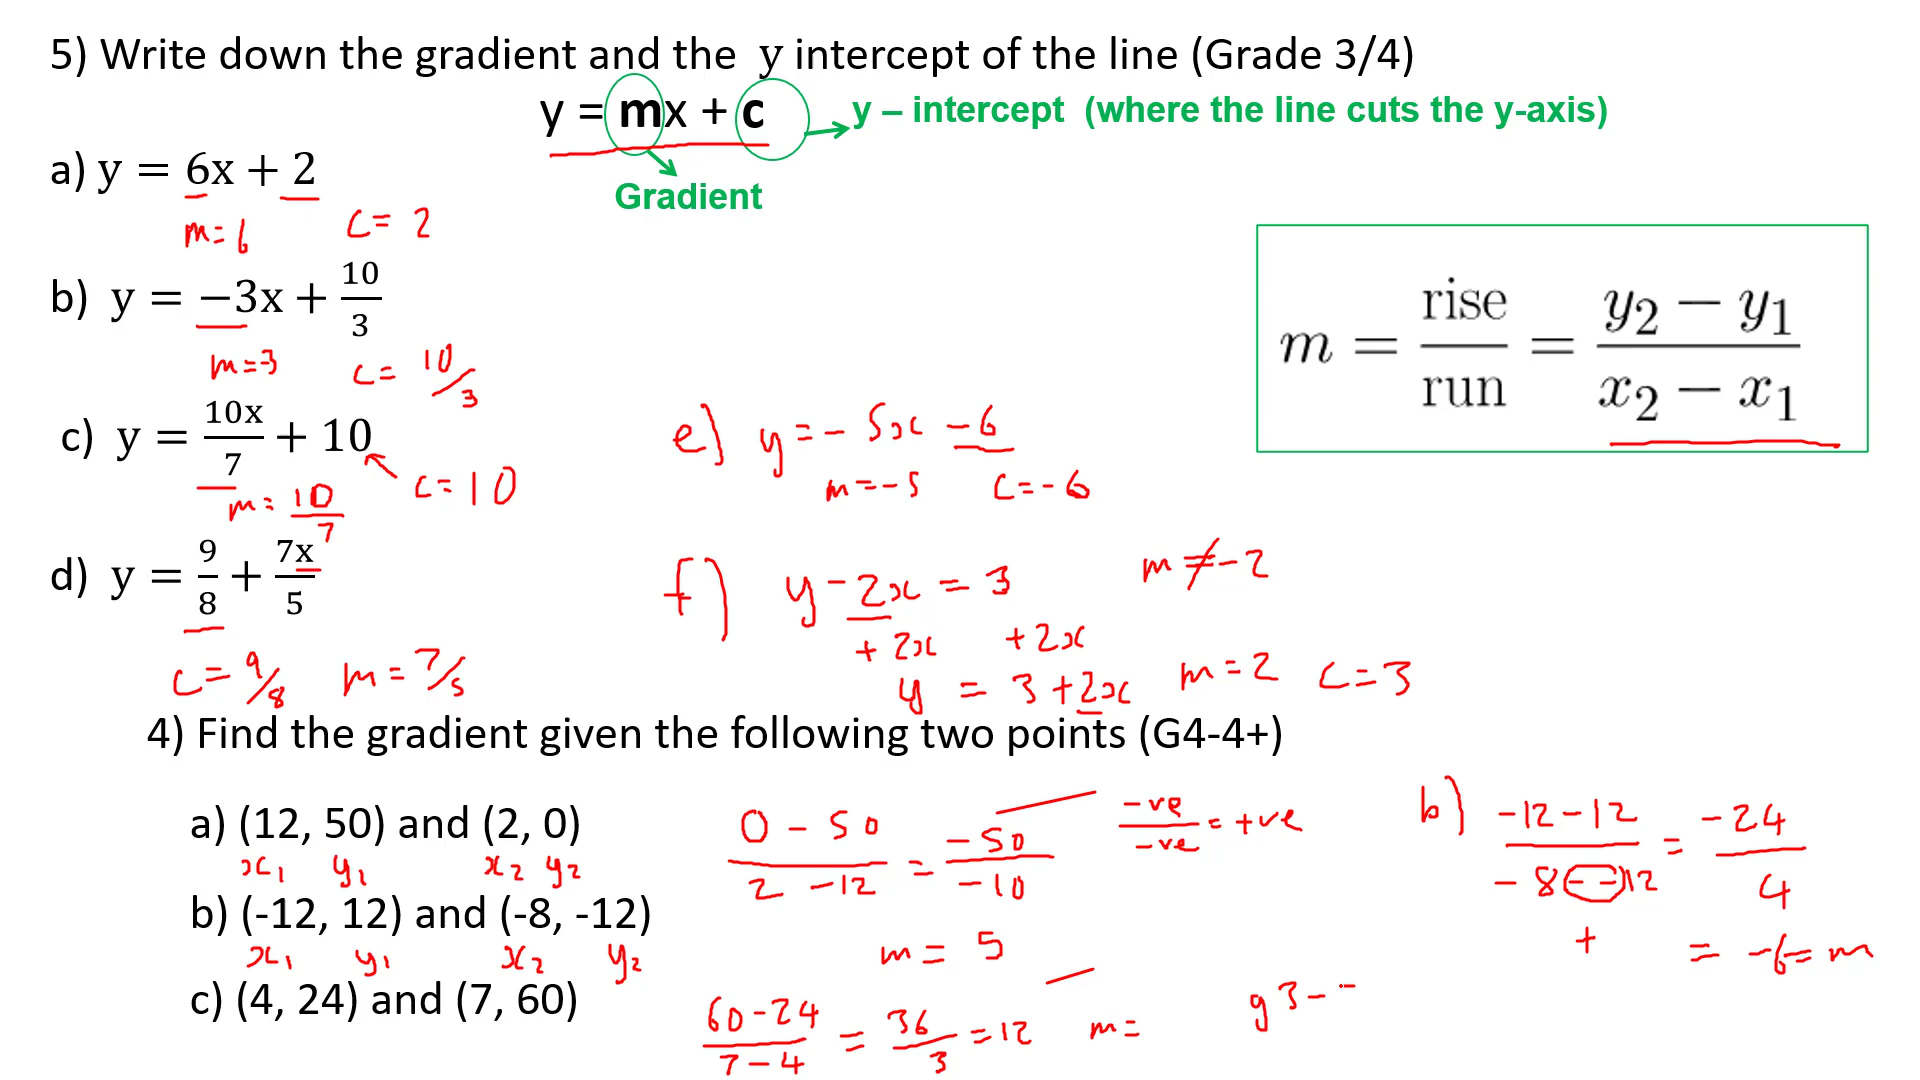 5) Write down the gradient and the y intercept of the line (Grade 3/4)
y = mx + c
y – intercept (where the line cuts the y-axis)
Gradient
a) y = 6x + 2
m = 6 c = 2
b) y = −3x + 10/3
m = -3 c = 10/3
c) y = 10x/7 + 10
m = 10/7 c = 10
d) y = 9/8 + 7x/5
c = 9/8 m = 7/5
m = rise/run = y₂ − y₁/x₂ − x₁
e) y = - 5x - 6
m = - 5 c = - 6
f) y - 2x = 3 m ≠ - 2
+ 2x + 2x
y = 3 + 2x m = 2 c = 3
4) Find the gradient given the following two points (G4-4+)
a) (12, 50) and (2, 0)
x₁ y₁ x₂ y₂
b) (-12, 12) and (-8, -12)
x₁ y₁ x₂ y₂
c) (4, 24) and (7, 60)
0 - 50/2 - 12 = -50/-10 -ve/-ve = +ve
m = 5
60 - 24/7 - 4 = 36/3 = 12 m =
b) -12 - 12/-8 - - 12 = -24/4
+
= -6 = m
g 3 -